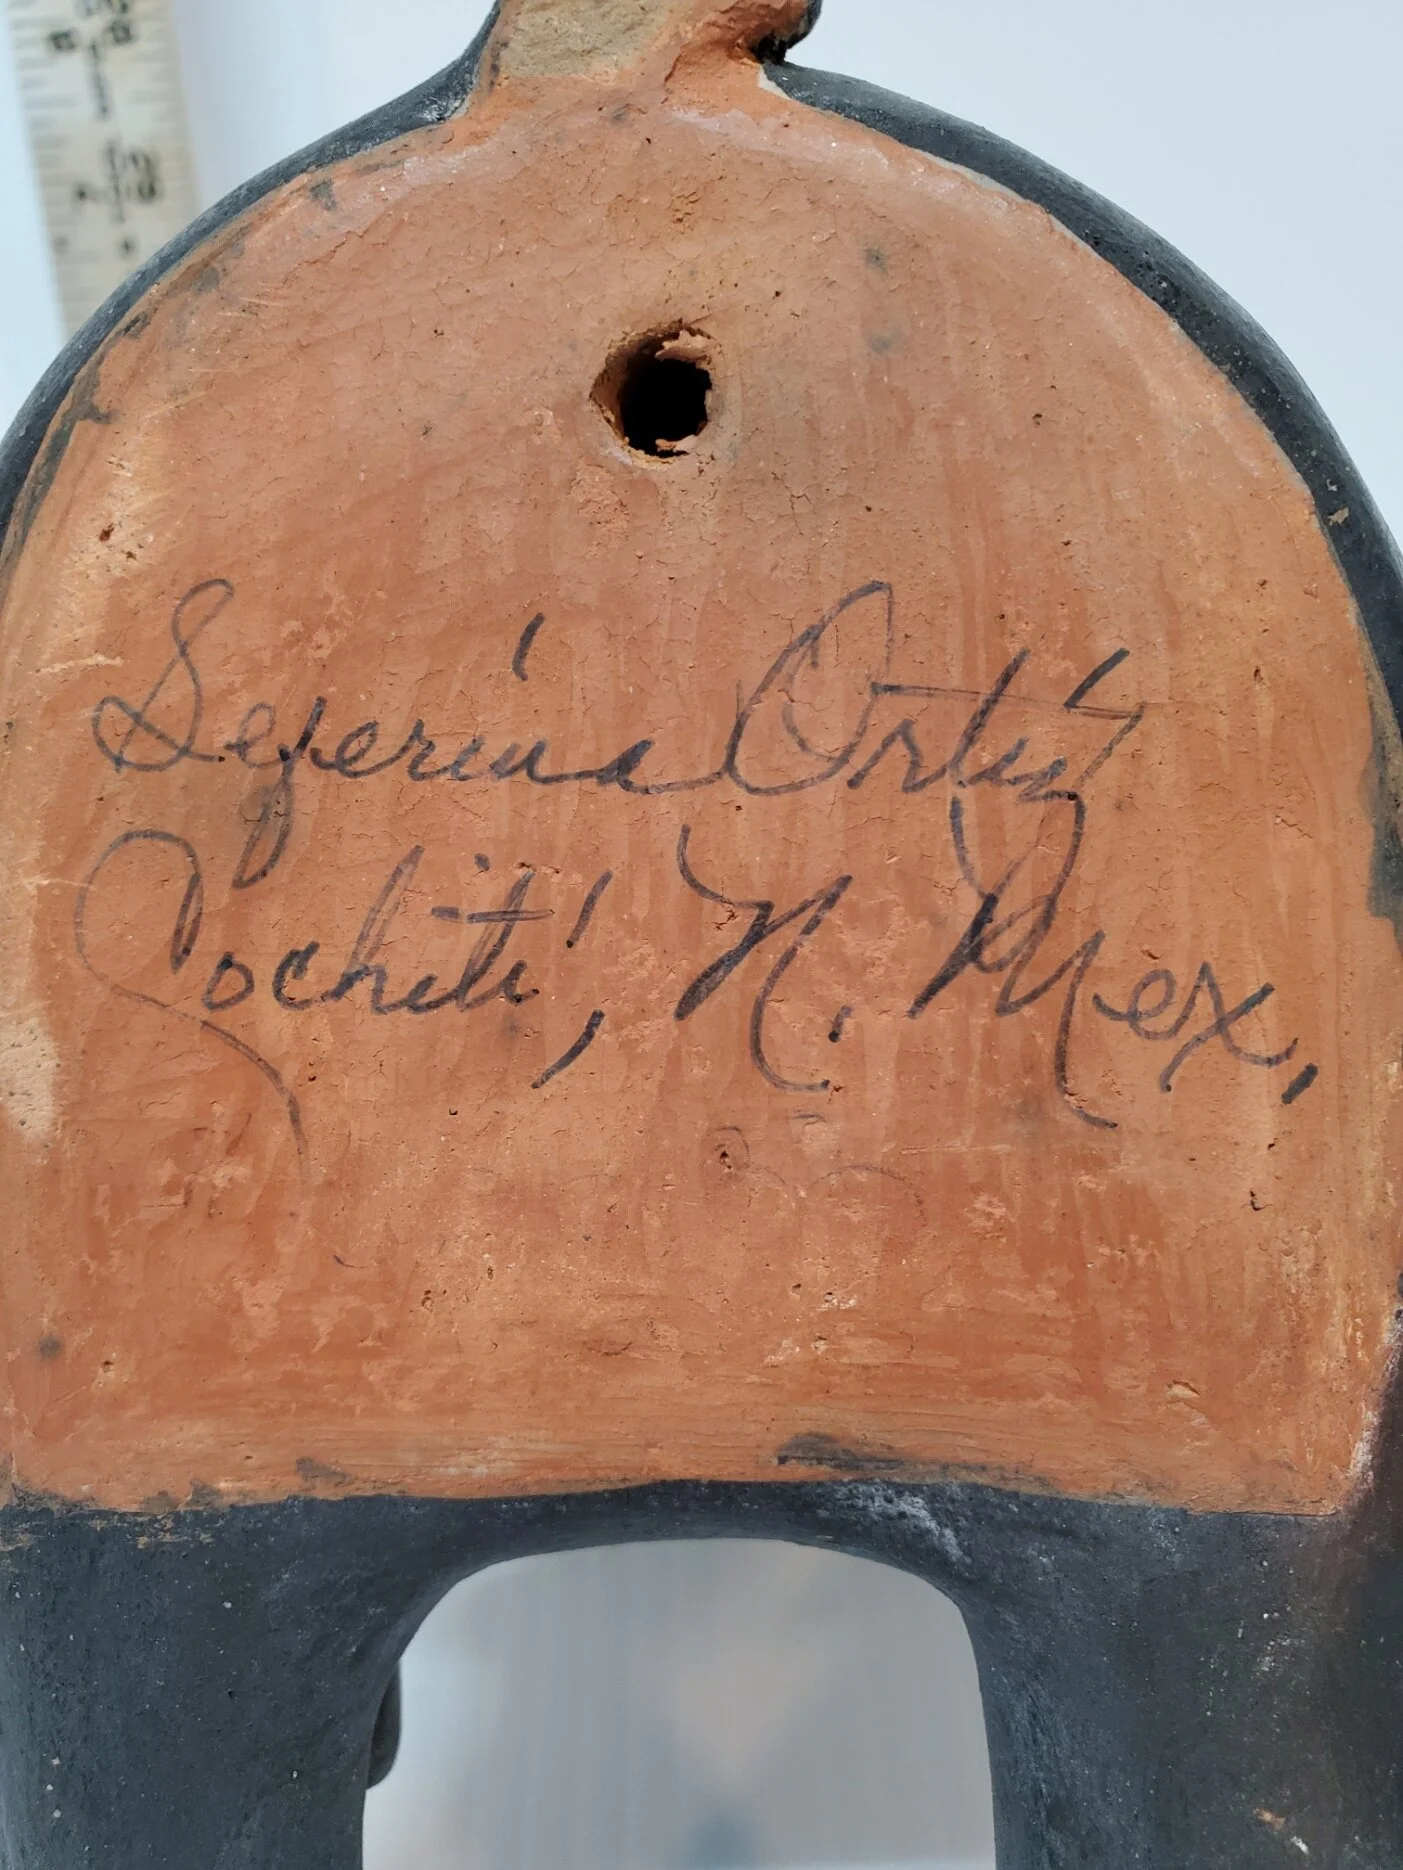 Seferina Ortiz
Cochiti, N. Mex.